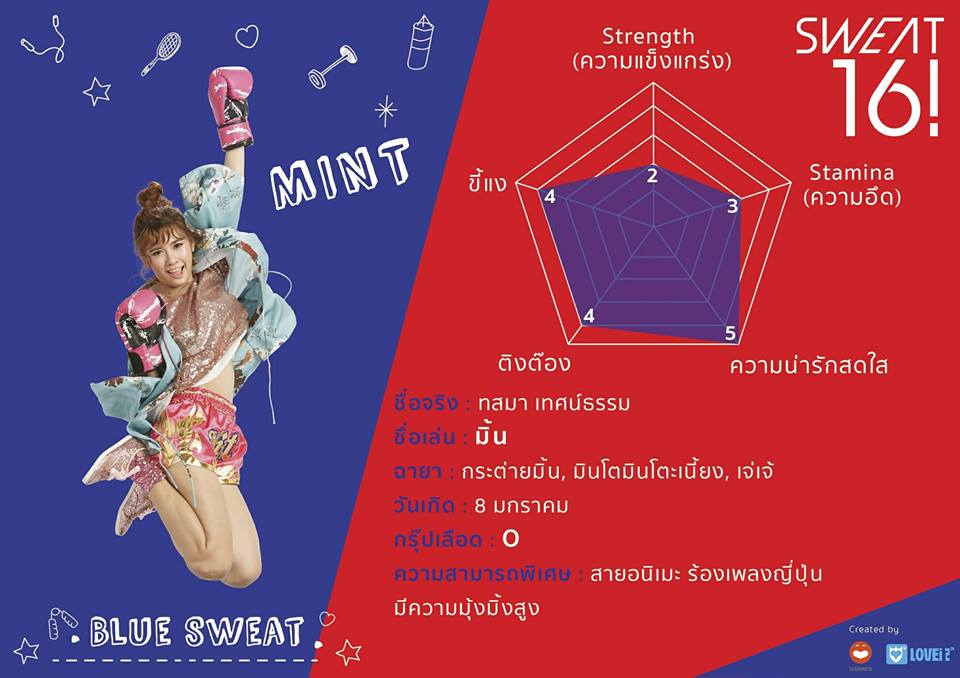 MINT
BLUE SWEAT
SWEAT
16!
Strength
(ความแข็งแกร่ง)
Stamina
(ความอึด)
ขี้แง
2
3
4
4
5
ติงต๊อง
ความน่ารักสดใส
ชื่อจริง : ทสมา เทศน์ธรรม
ชื่อเล่น : มิ้น
ฉายา : กระต่ายมิ้น, มินโตมินโตะเนี้ยง, เจ่เจ้
วันเกิด : 8 มกราคม
กรุ๊ปเลือด : O
ความสามารถพิเศษ : สายอนิเมะ ร้องเพลงญี่ปุ่น
มีความมุ้งมิ้งสูง
Created by
LOVEi